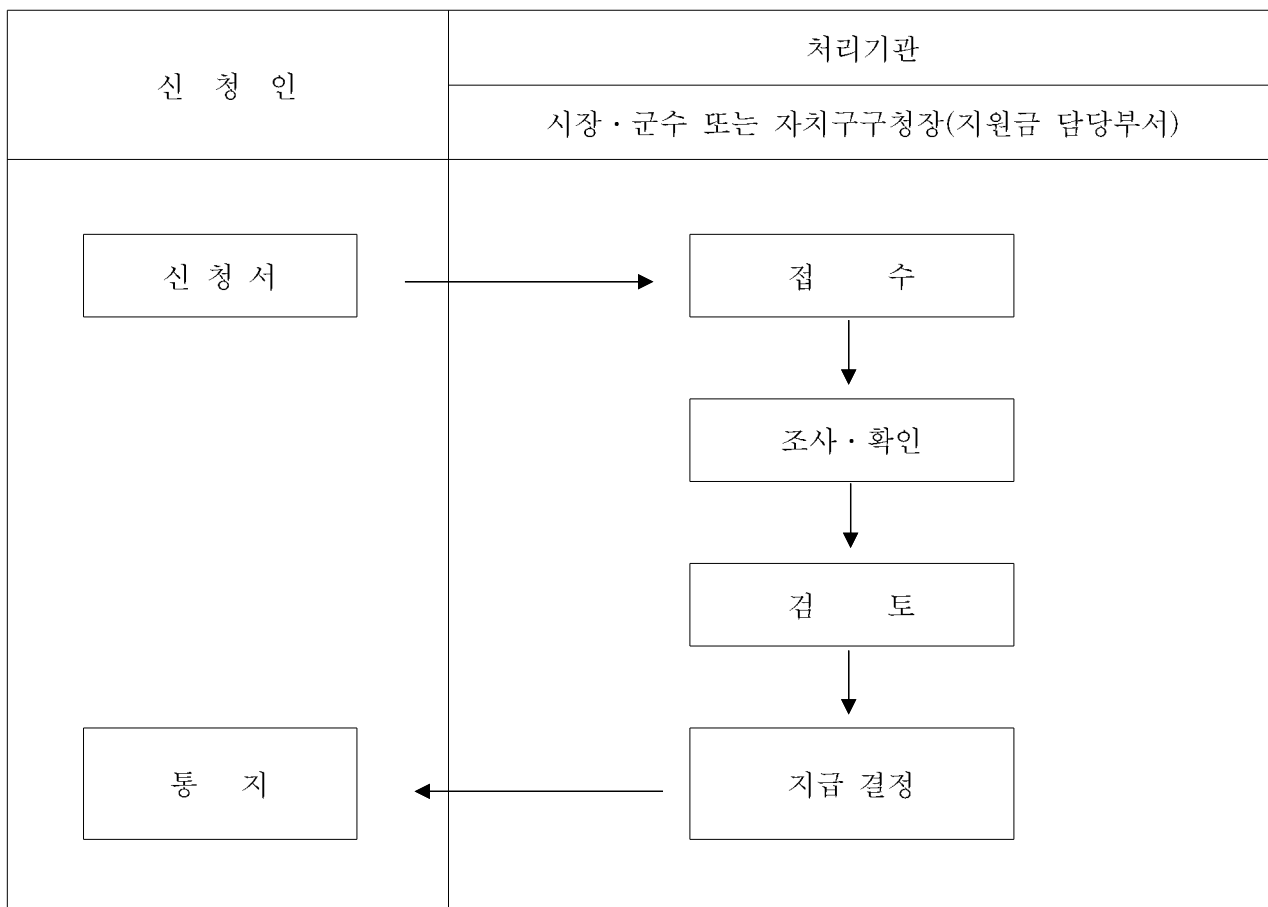 신 청 인
처리기관
시장·군수 또는 자치구구청장(지원금 담당부서)
신 청 서
접 수
조사·확인
검 토
통 지
지급 결정